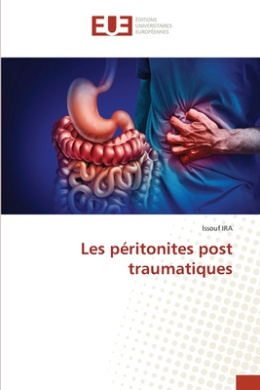 EUE
ÉDITIONS
UNIVERSITAIRES
EUROPÉENNES
Issouf IRA
Les péritonites post
traumatiques